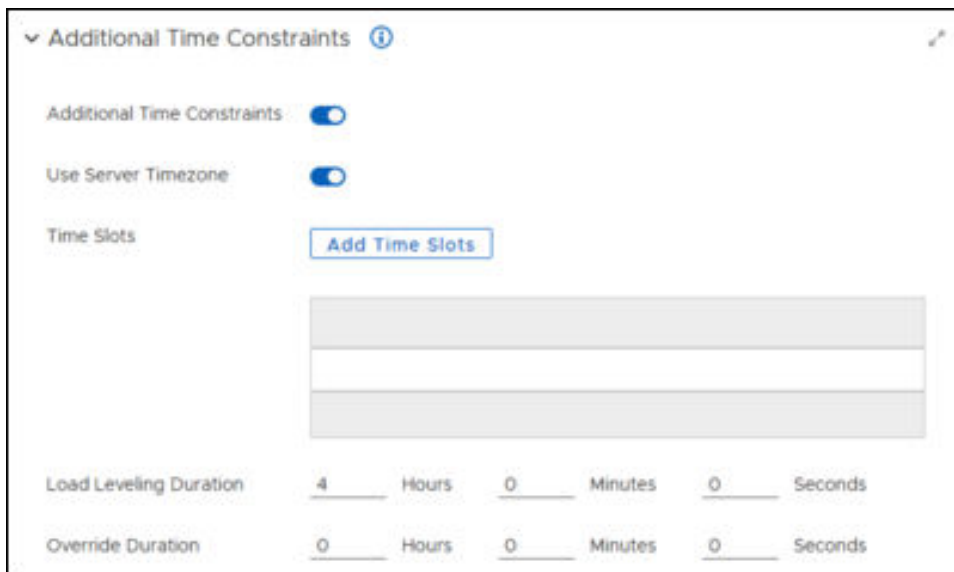 Additional Time Constraints
Additional Time Constraints
Use Server Timezone
Time Slots Add Time Slots
Load Leveling Duration 4 Hours 0 Minutes 0 Seconds
Override Duration 0 Hours 0 Minutes 0 Seconds